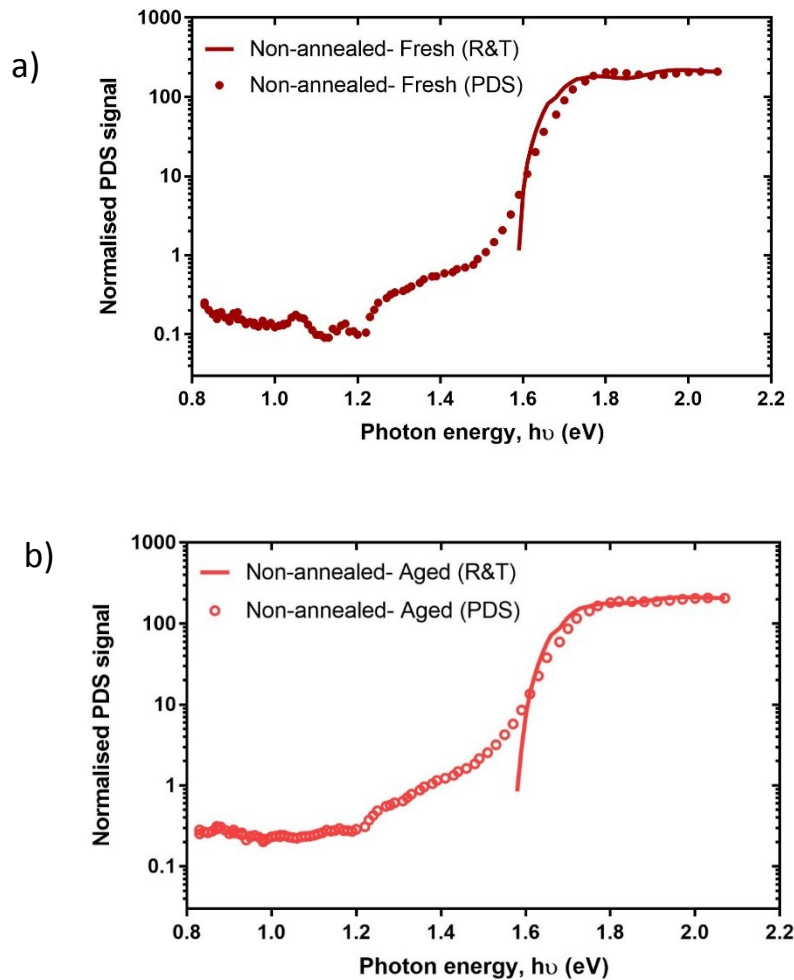 a)
1000
100
10
1
0.1
Normalised PDS signal
Non-annealed- Fresh (R&T)
Non-annealed- Fresh (PDS)
0.8 1.0 1.2 1.4 1.6 1.8 2.0 2.2
Photon energy, hυ (eV)
b)
1000
100
10
1
0.1
Normalised PDS signal
Non-annealed- Aged (R&T)
Non-annealed- Aged (PDS)
0.8 1.0 1.2 1.4 1.6 1.8 2.0 2.2
Photon energy, hυ (eV)